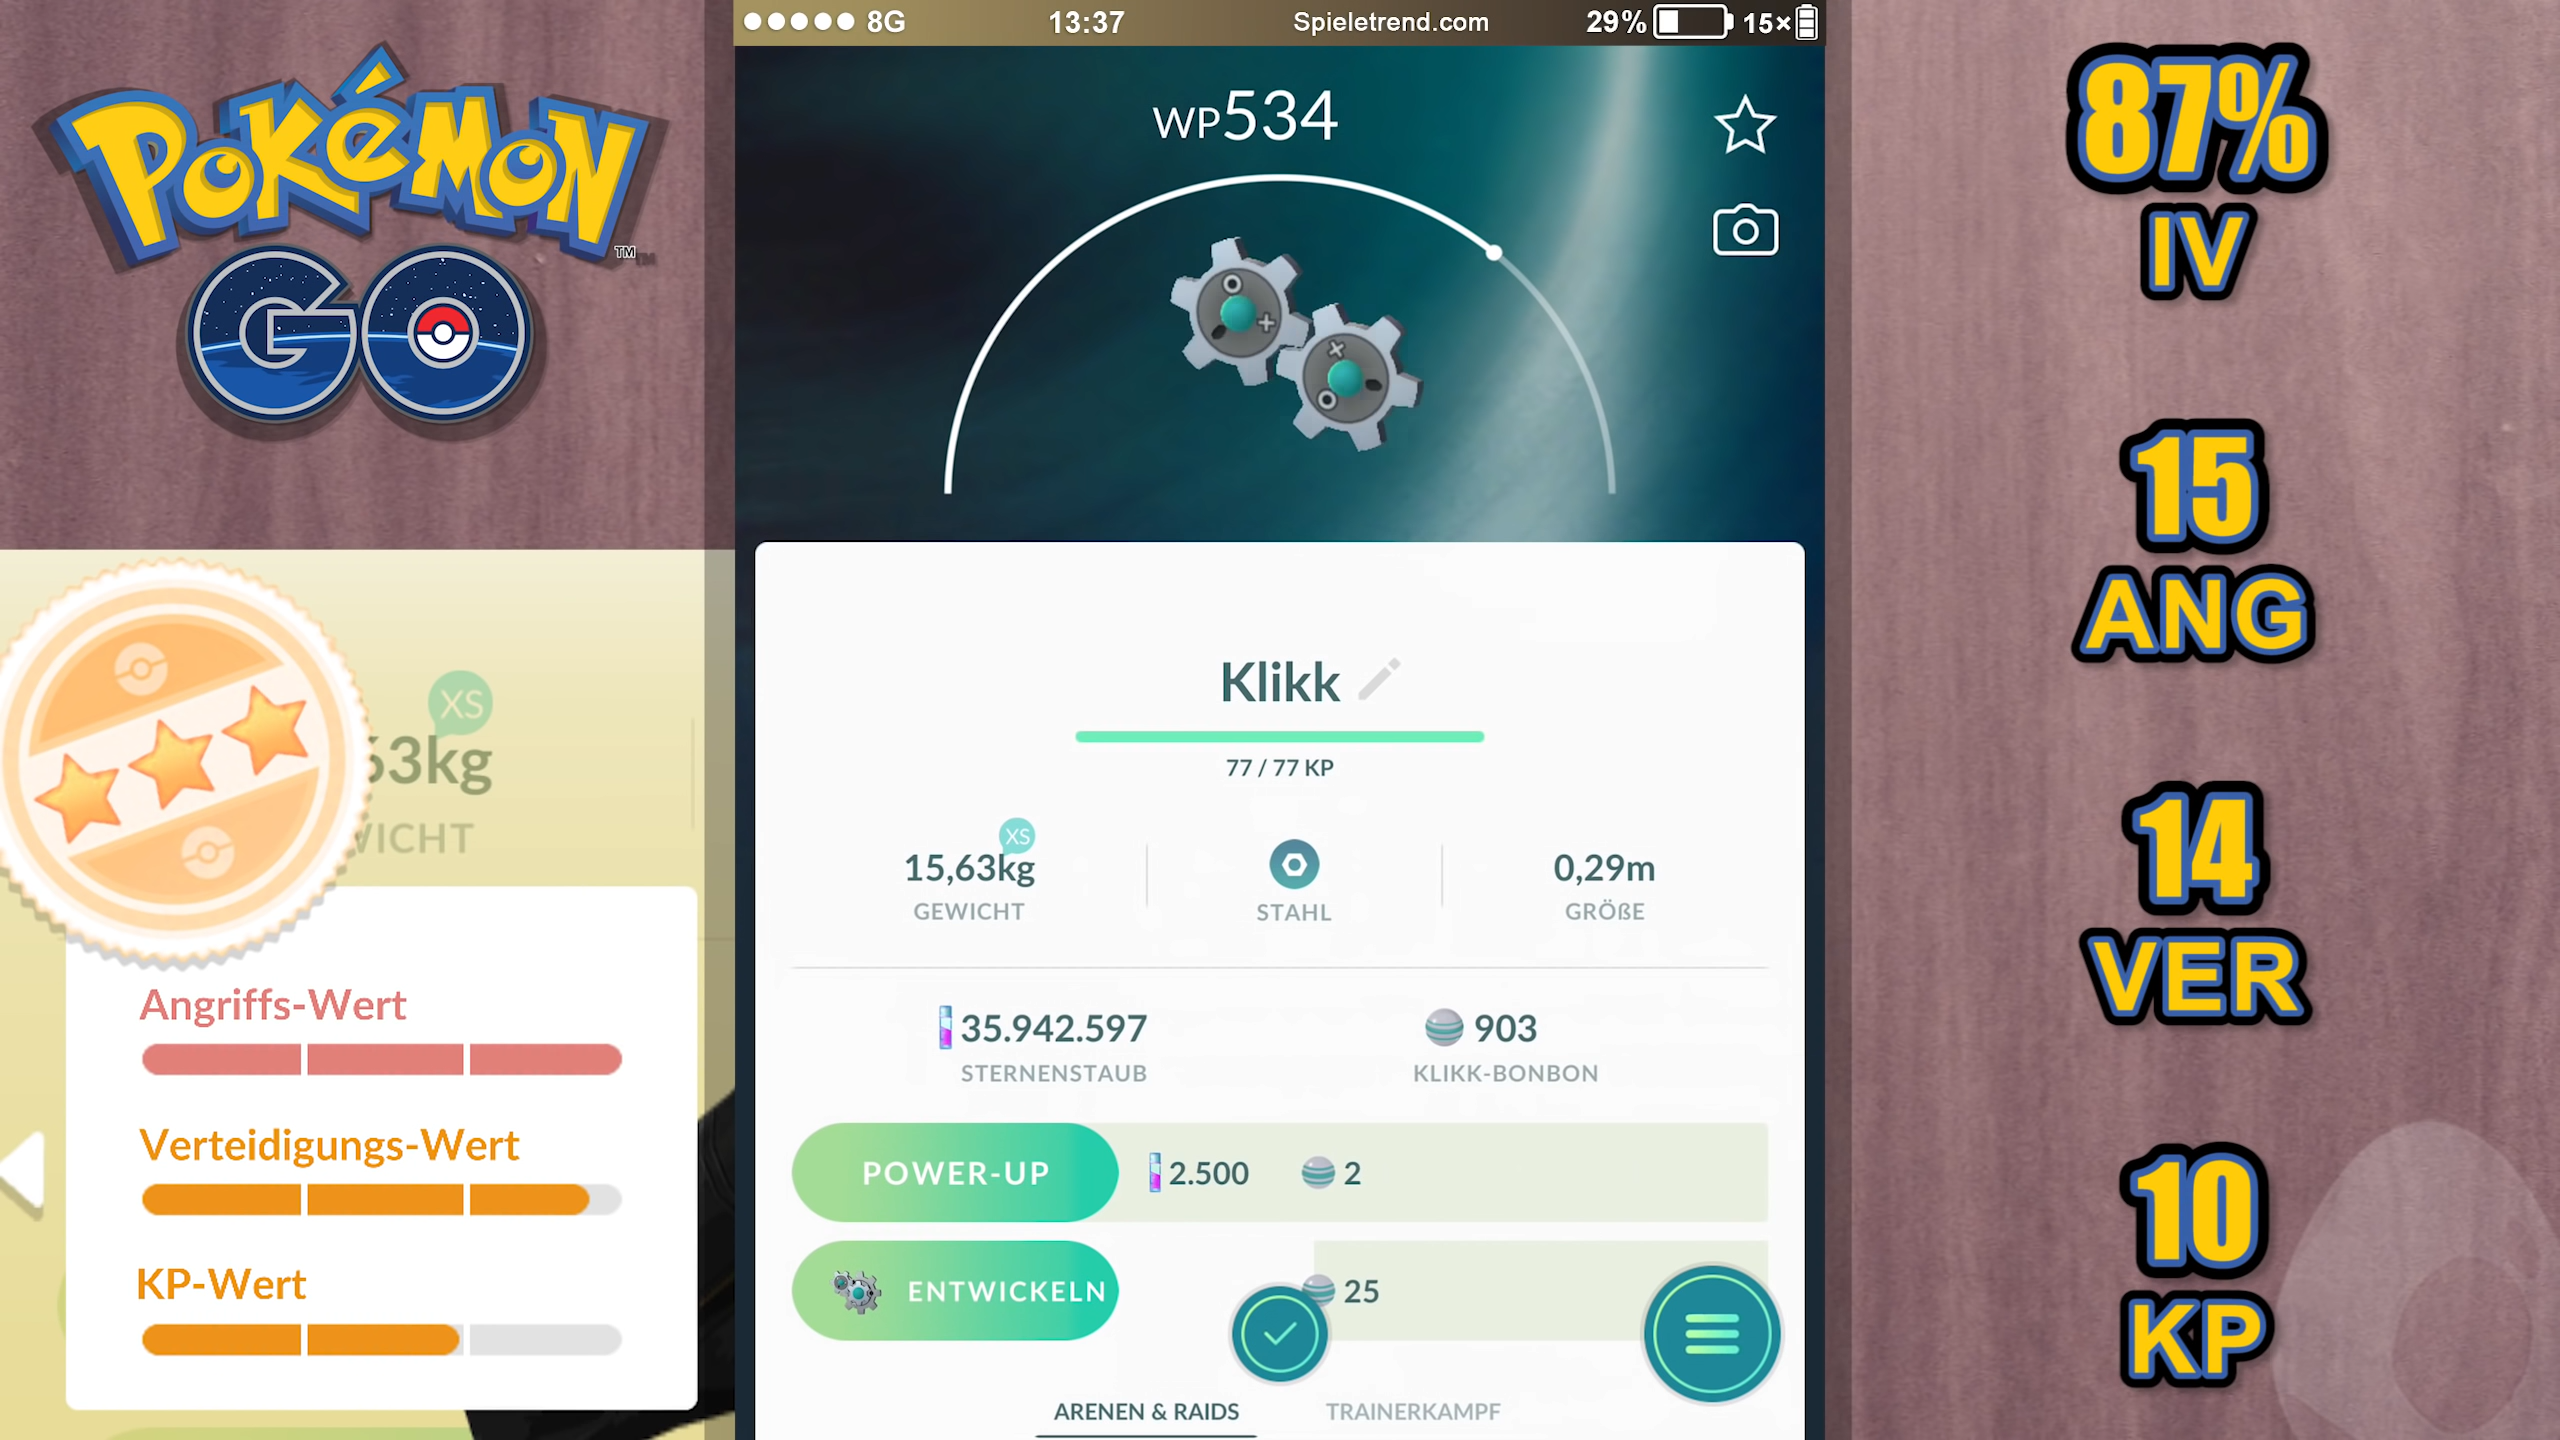 POKÉMON
GO
TM
XS
63kg
WICHT
Angriffs-Wert
Verteidigungs-Wert
KP-Wert
8G
13:37
Spieletrend.com
29%
15×
WP534
Klikk
77 / 77 KP
XS
15,63kg
GEWICHT
STAHL
0,29m
GRÖßE
35.942.597
STERNENSTAUB
903
KLIKK-BONBON
POWER-UP
2.500
2
ENTWICKELN
25
ARENEN & RAIDS
TRAINERKAMPF
87%
IV
15
ANG
14
VER
10
KP